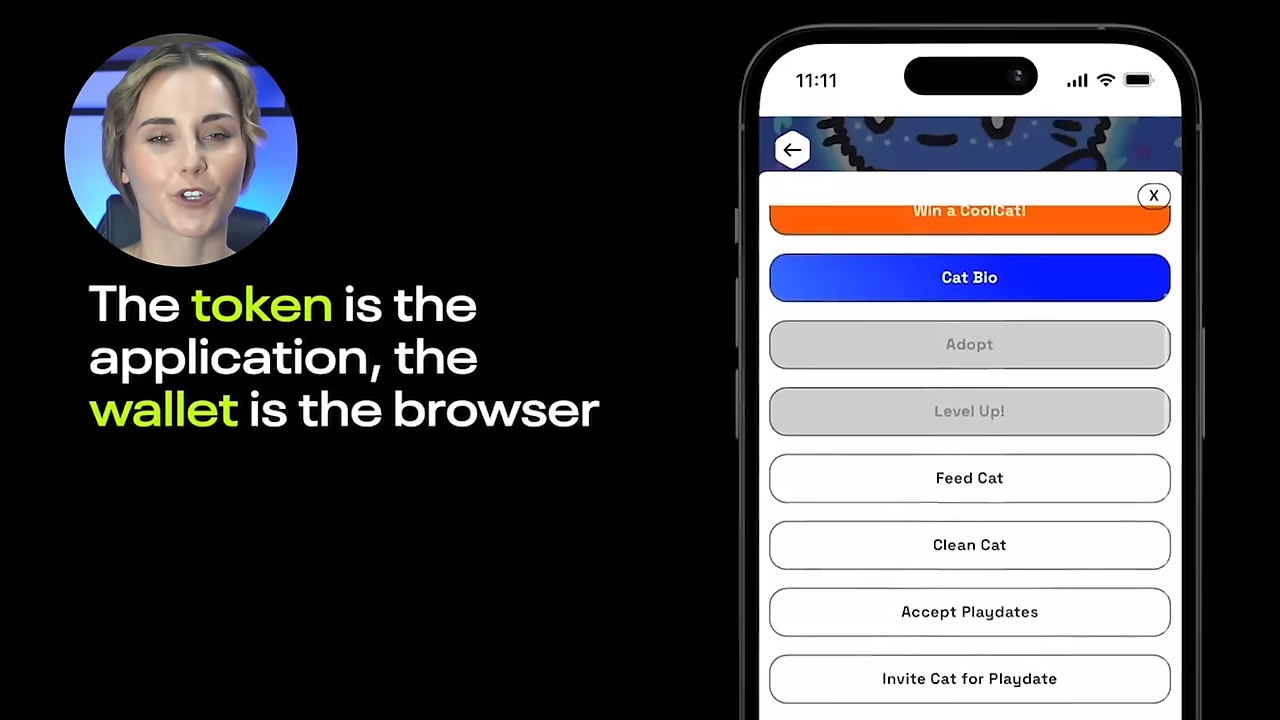 The token is the
application, the
wallet is the browser
11:11
X
Win a CoolCat!
Cat Bio
Adopt
Level Up!
Feed Cat
Clean Cat
Accept Playdates
Invite Cat for Playdate